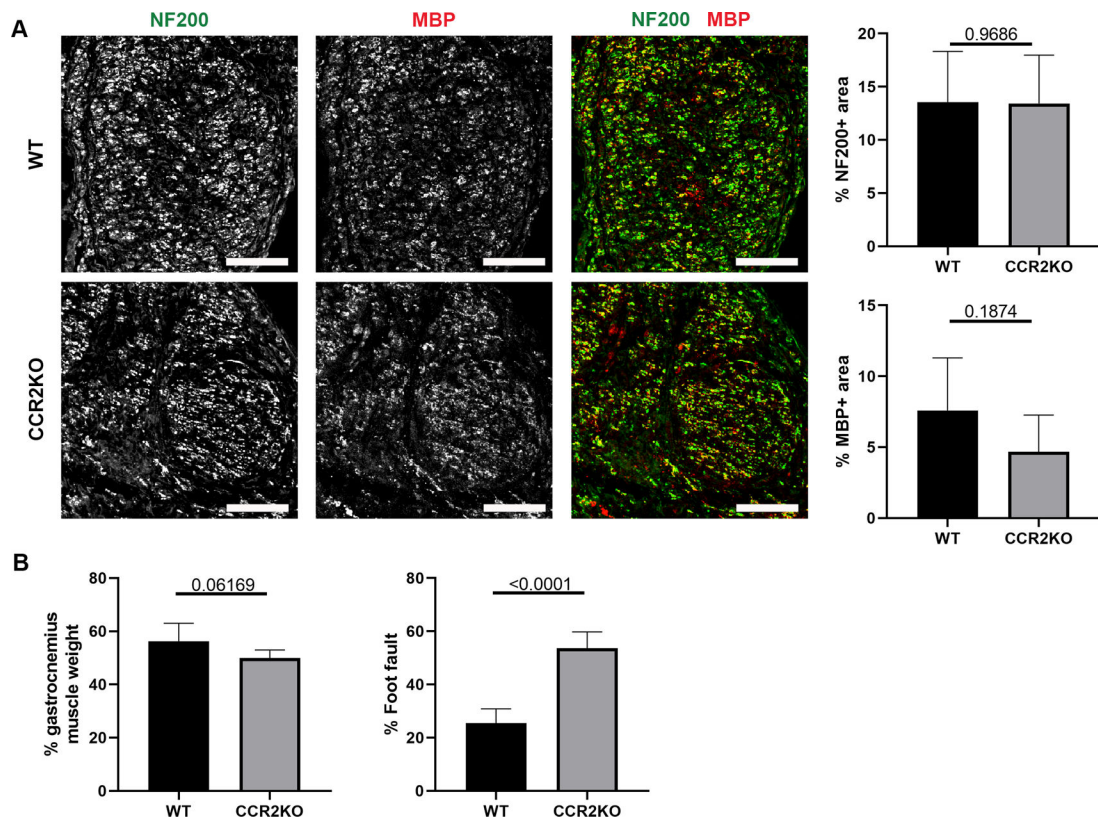 A
NF200
MBP
NF200 MBP
WT
CCR2KO
% NF200+ area
20
15
10
5
0
0.9686
WT
CCR2KO
% MBP+ area
15
10
5
0
0.1874
WT
CCR2KO
B
% gastrocnemius
muscle weight
80
60
40
20
0
0.06169
WT
CCR2KO
% Foot fault
80
60
40
20
0
<0.0001
WT
CCR2KO